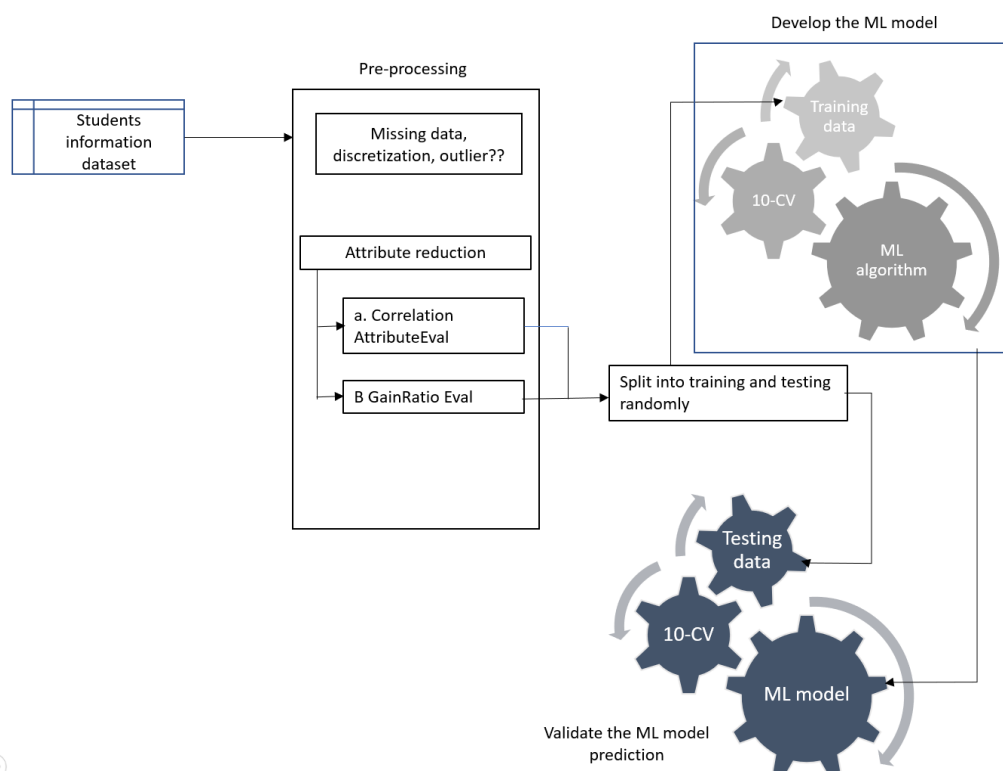 Develop the ML model
Pre-processing
Students
information
dataset
Missing data,
discretization, outlier??
Attribute reduction
a. Correlation
AttributeEval
B GainRatio Eval
Split into training and testing
randomly
Training
data
10-CV
ML
algorithm
Testing
data
10-CV
ML model
Validate the ML model
prediction